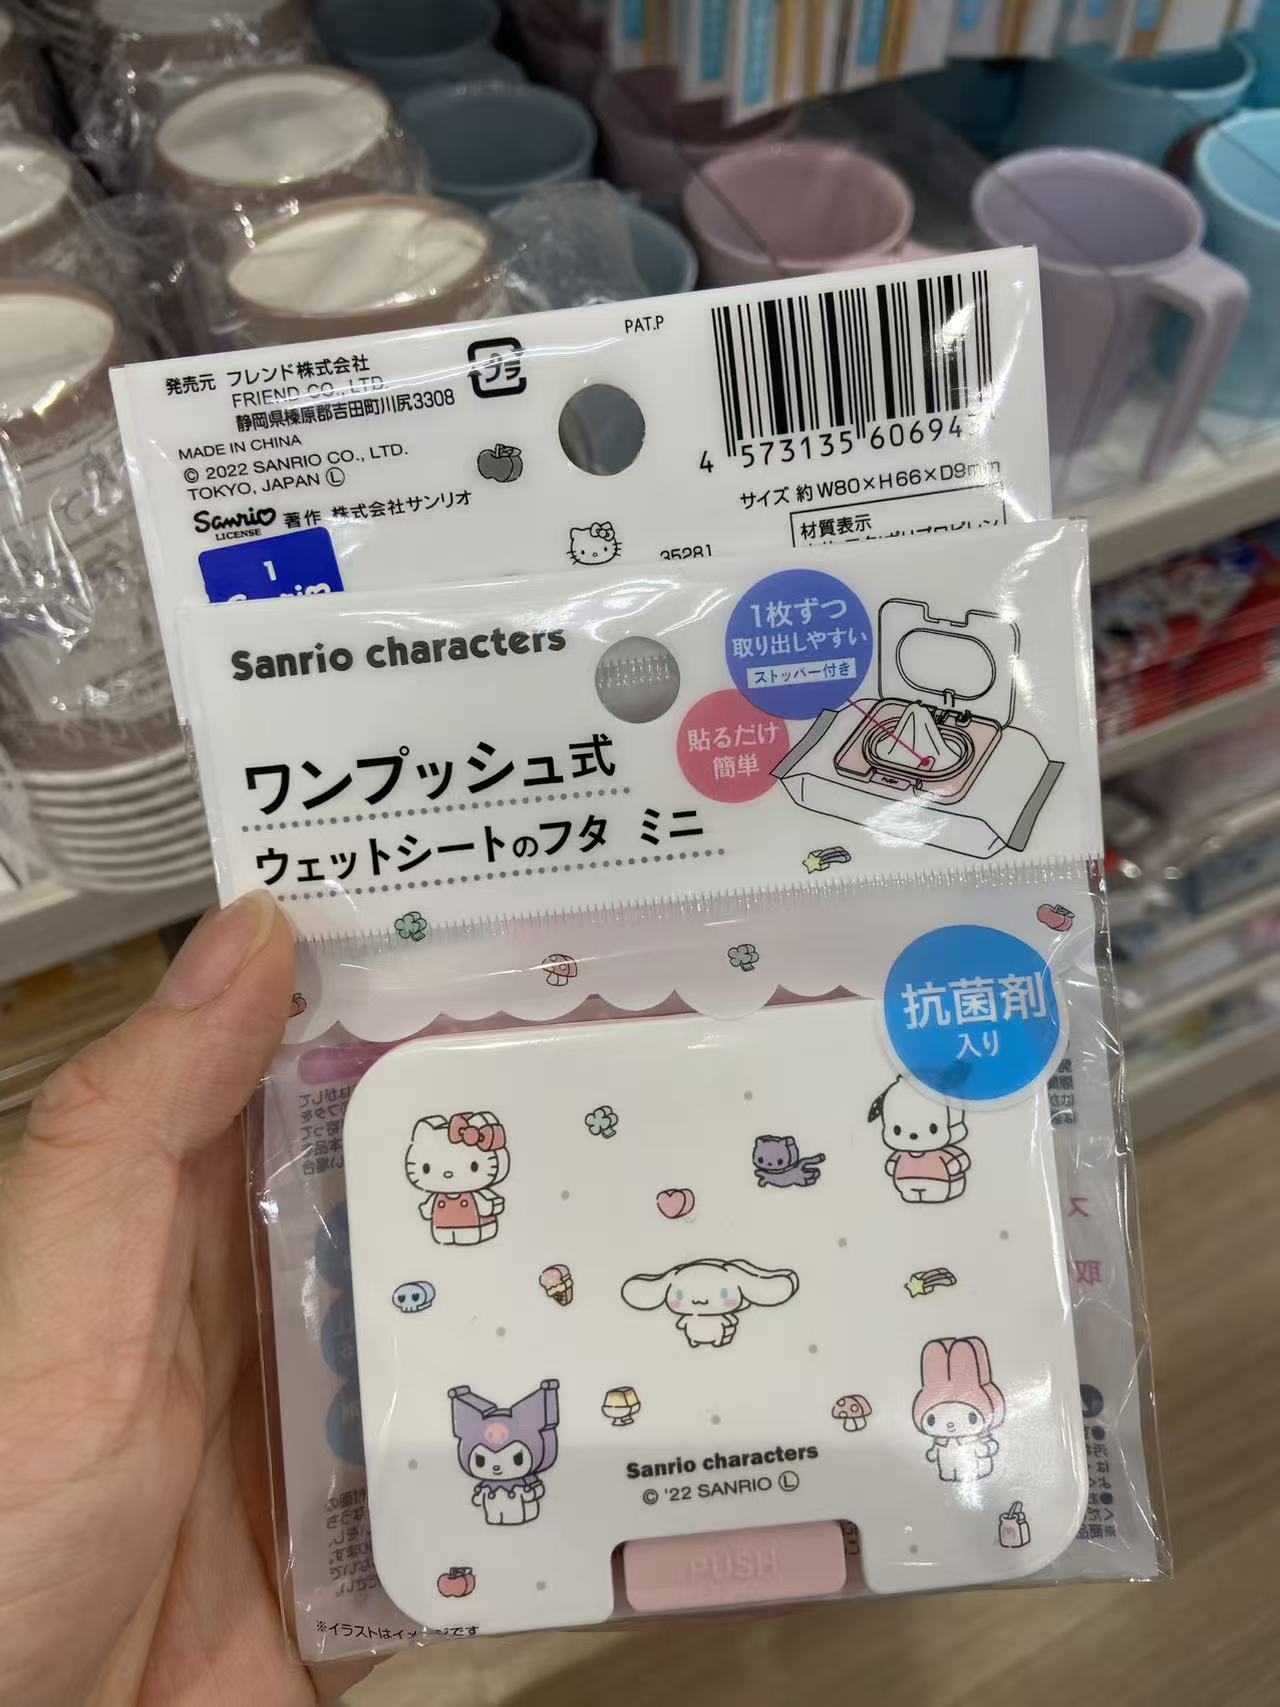 発売元 フレンド株式会社
FRIEND CO., LTD.
静岡県榛原郡吉田町川尻3308
MADE IN CHINA
© 2022 SANRIO CO., LTD.
TOKYO, JAPAN Ⓛ
Sanrio 著作 株式会社サンリオ
LICENSE
プラ
PAT.P
4 573135 60694
サイズ 約W80×H66×D9mm
材質表示
35281
1
Sanrio
Sanrio characters
1枚ずつ
取り出しやすい
ストッパー付き
貼るだけ
簡単
PUSH
ワンプッシュ式
ウェットシートのフタ ミニ
抗菌剤
入り
Sanrio characters
© '22 SANRIO Ⓛ
PUSH
※イラストはイメージです